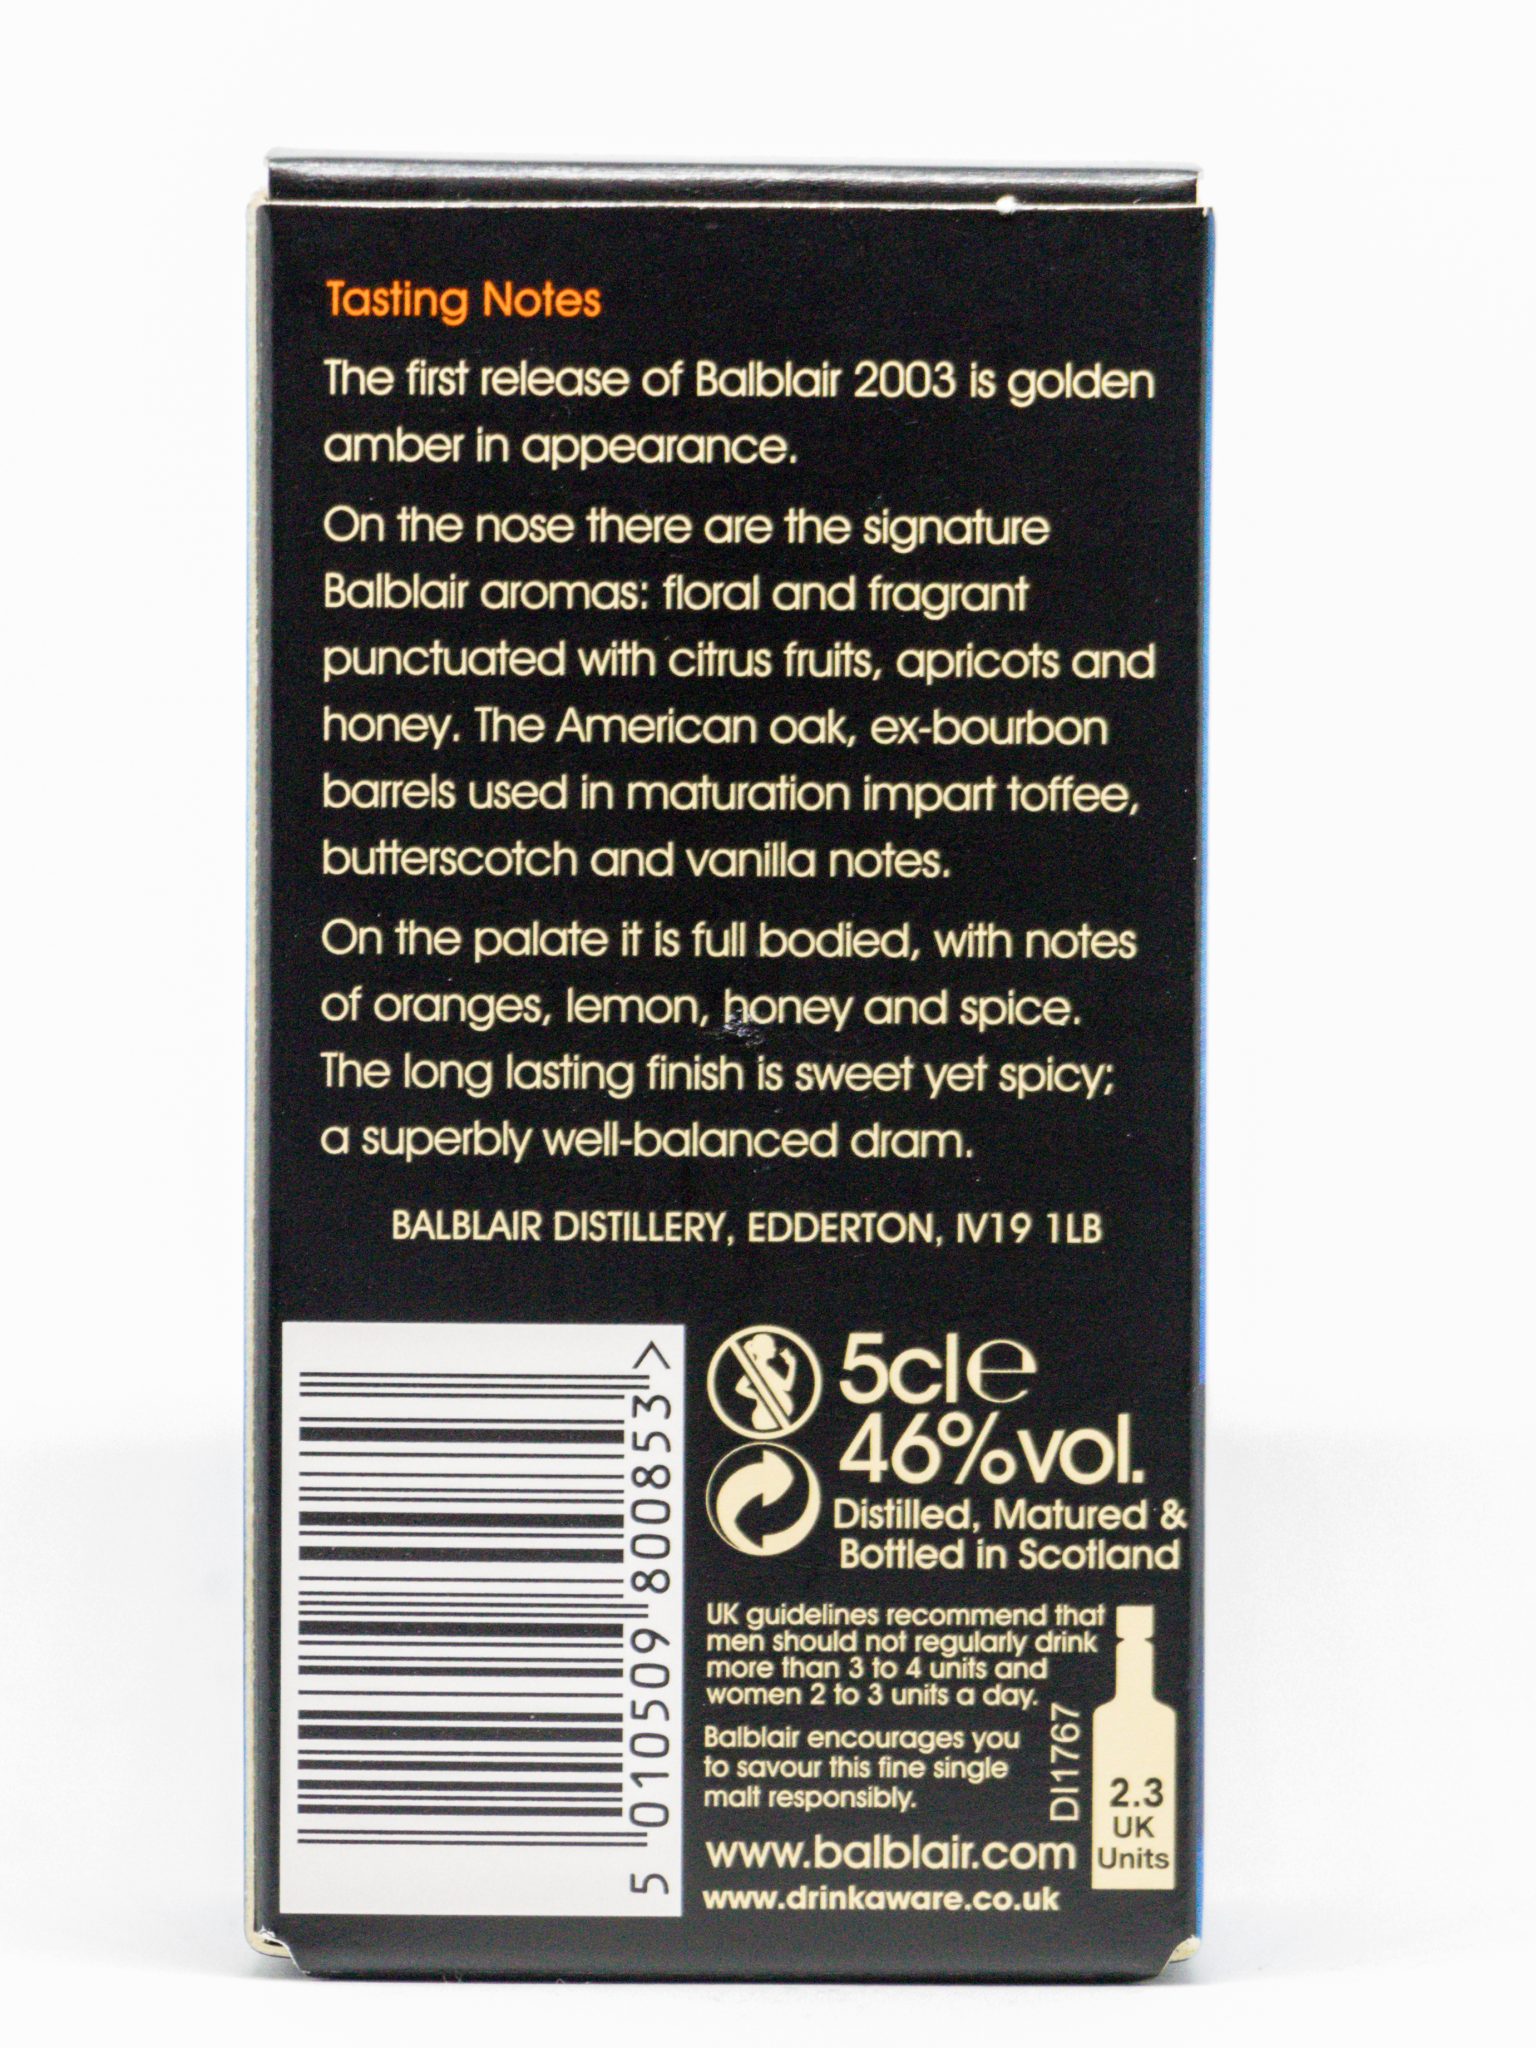 Tasting Notes
The first release of Balblair 2003 is golden
amber in appearance.
On the nose there are the signature
Balblair aromas: floral and fragrant
punctuated with citrus fruits, apricots and
honey. The American oak, ex-bourbon
barrels used in maturation impart toffee,
butterscotch and vanilla notes.
On the palate it is full bodied, with notes
of oranges, lemon, honey and spice.
The long lasting finish is sweet yet spicy;
a superbly well-balanced dram.
BALBLAIR DISTILLERY, EDDERTON, IV19 1LB
5 010509 800853 >
5cl e
46%vol.
Distilled, Matured &
Bottled in Scotland
UK guidelines recommend that
men should not regularly drink
more than 3 to 4 units and
women 2 to 3 units a day.
Balblair encourages you
to savour this fine single
malt responsibly.
DI1767
2.3
UK
Units
www.balblair.com
www.drinkaware.co.uk